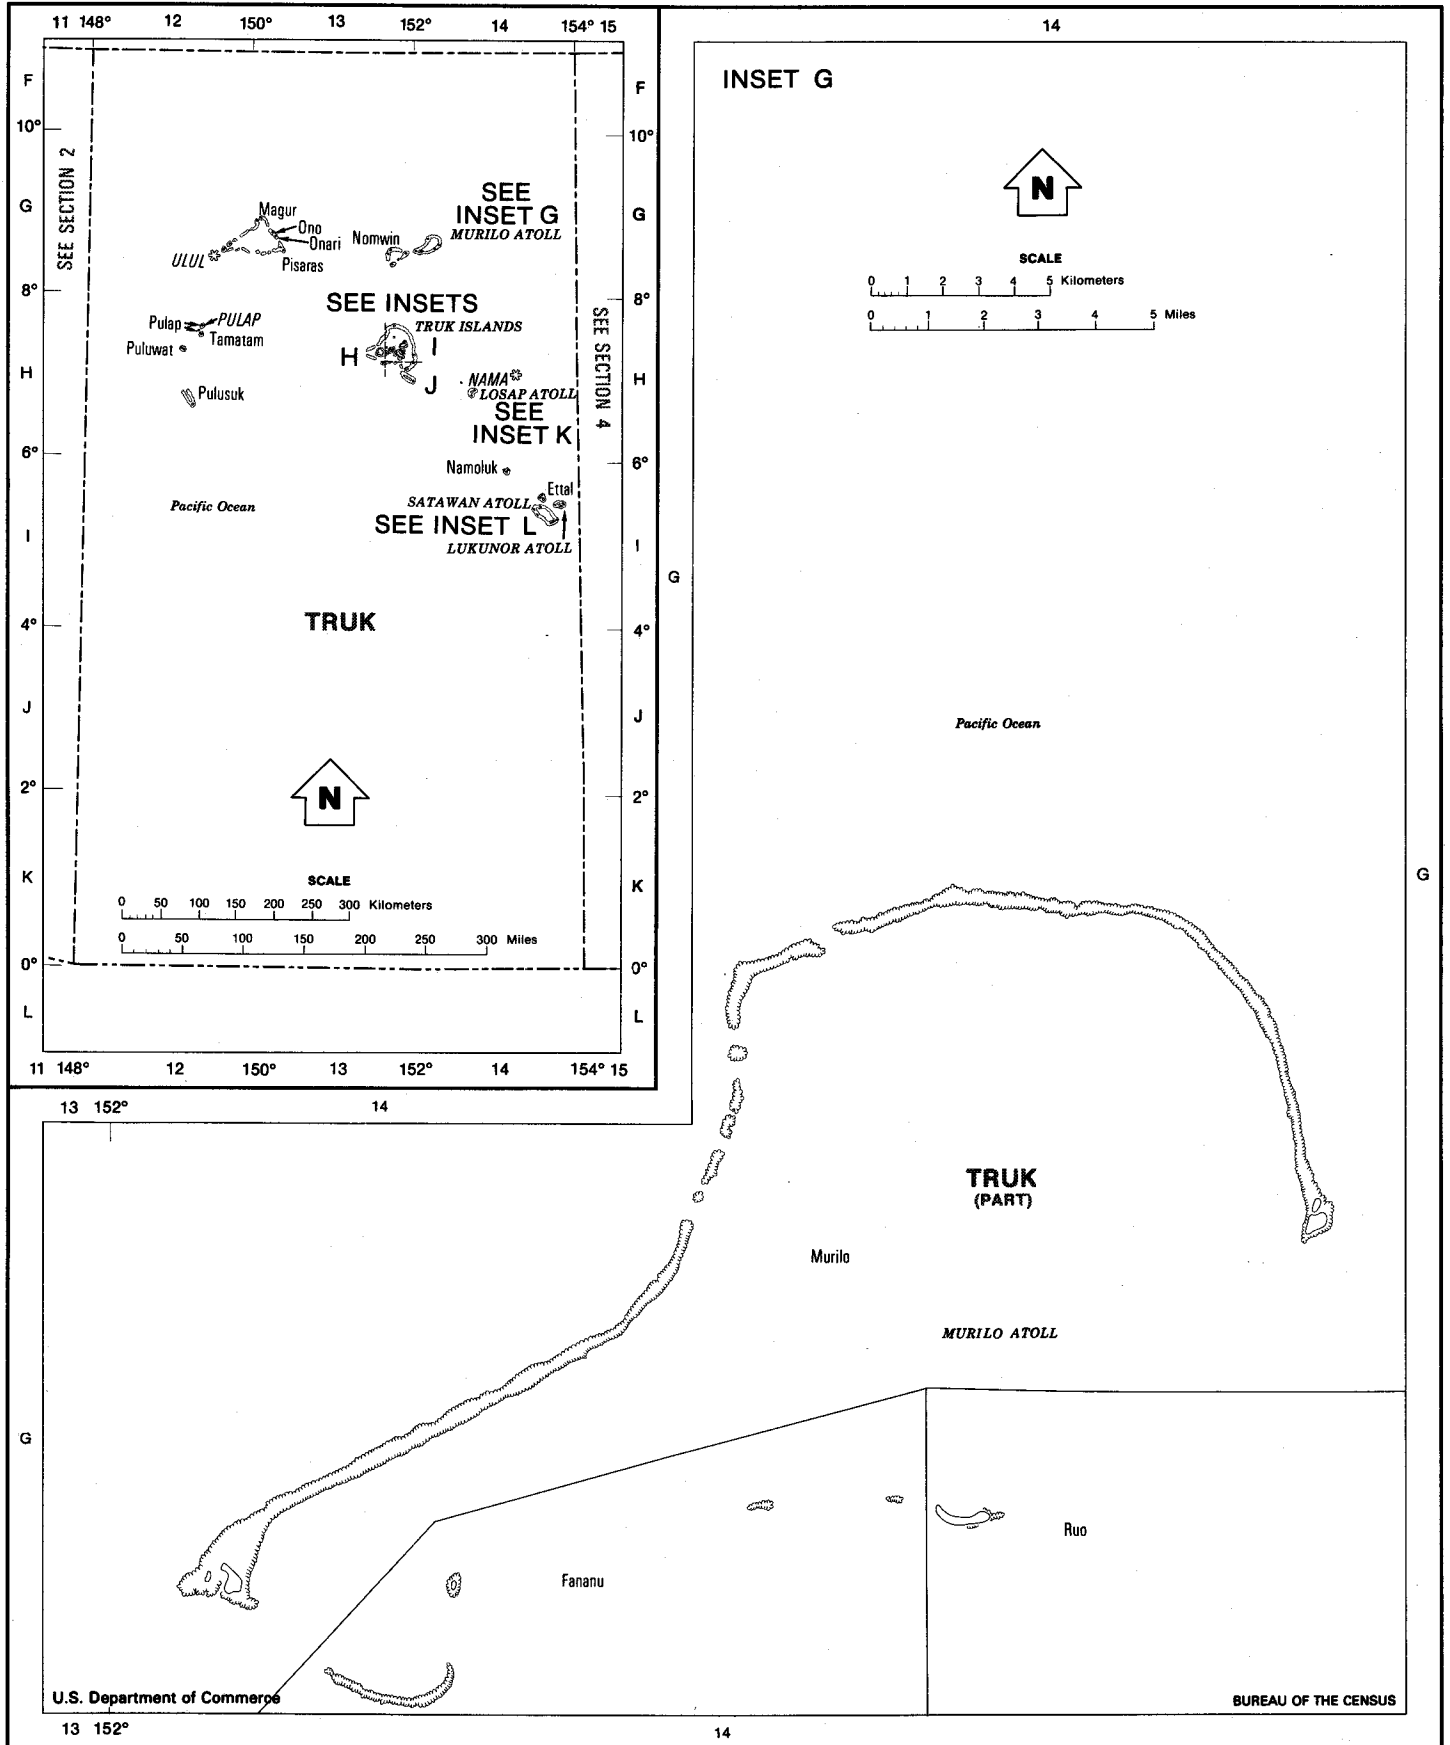 11 148° 12 150° 13 152° 14 154° 15
F
F
10°
10°
SEE SECTION 2
G
G
SEE
INSET G
MURILO ATOLL
Magur
Ono
Onari
Nomwin
ULUL
Pisaras
8°
8°
SEE INSETS
TRUK ISLANDS
SEE SECTION 4
Pulap
PULAP
Tamatam
Puluwat
H
I
J
H
H
NAMA
LOSAP ATOLL
Pulusuk
SEE
INSET K
6°
6°
Namoluk
Ettal
SATAWAN ATOLL
Pacific Ocean
SEE INSET L
LUKUNOR ATOLL
I
I
TRUK
4°
4°
J
J
2°
2°
N
K
K
SCALE
0 50 100 150 200 250 300 Kilometers
0 50 100 150 200 250 300 Miles
0°
0°
L
L
11 148° 12 150° 13 152° 14 154° 15
14
INSET G
N
SCALE
0 1 2 3 4 5 Kilometers
0 1 2 3 4 5 Miles
G
Pacific Ocean
G
13 152° 14
TRUK
(PART)
Murilo
MURILO ATOLL
G
Ruo
Fananu
U.S. Department of Commerce
BUREAU OF THE CENSUS
13 152° 14